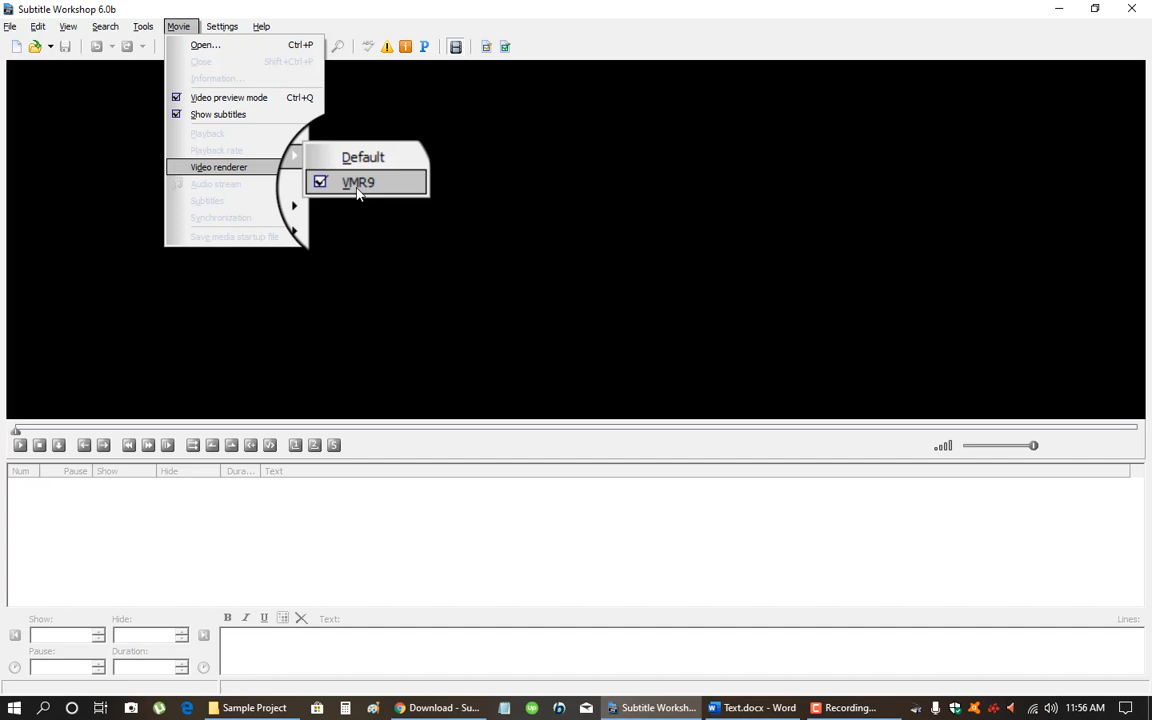 Subtitle Workshop 6.0b
File Edit View Search Tools Movie Settings Help
Open... Ctrl+P
Close Shift+Ctrl+P
Information...
Video preview mode Ctrl+Q
Show subtitles
Playback
Playback rate
Video renderer
Audio stream
Subtitles
Synchronization
Save media startup file
Default
VMR9
Num Pause Show Hide Dura... Text
Show: Hide: B I U Text: Lines:
Pause: Duration:
Sample Project Download - Su... Subtitle Worksh... Text.docx - Word Recording... 11:56 AM